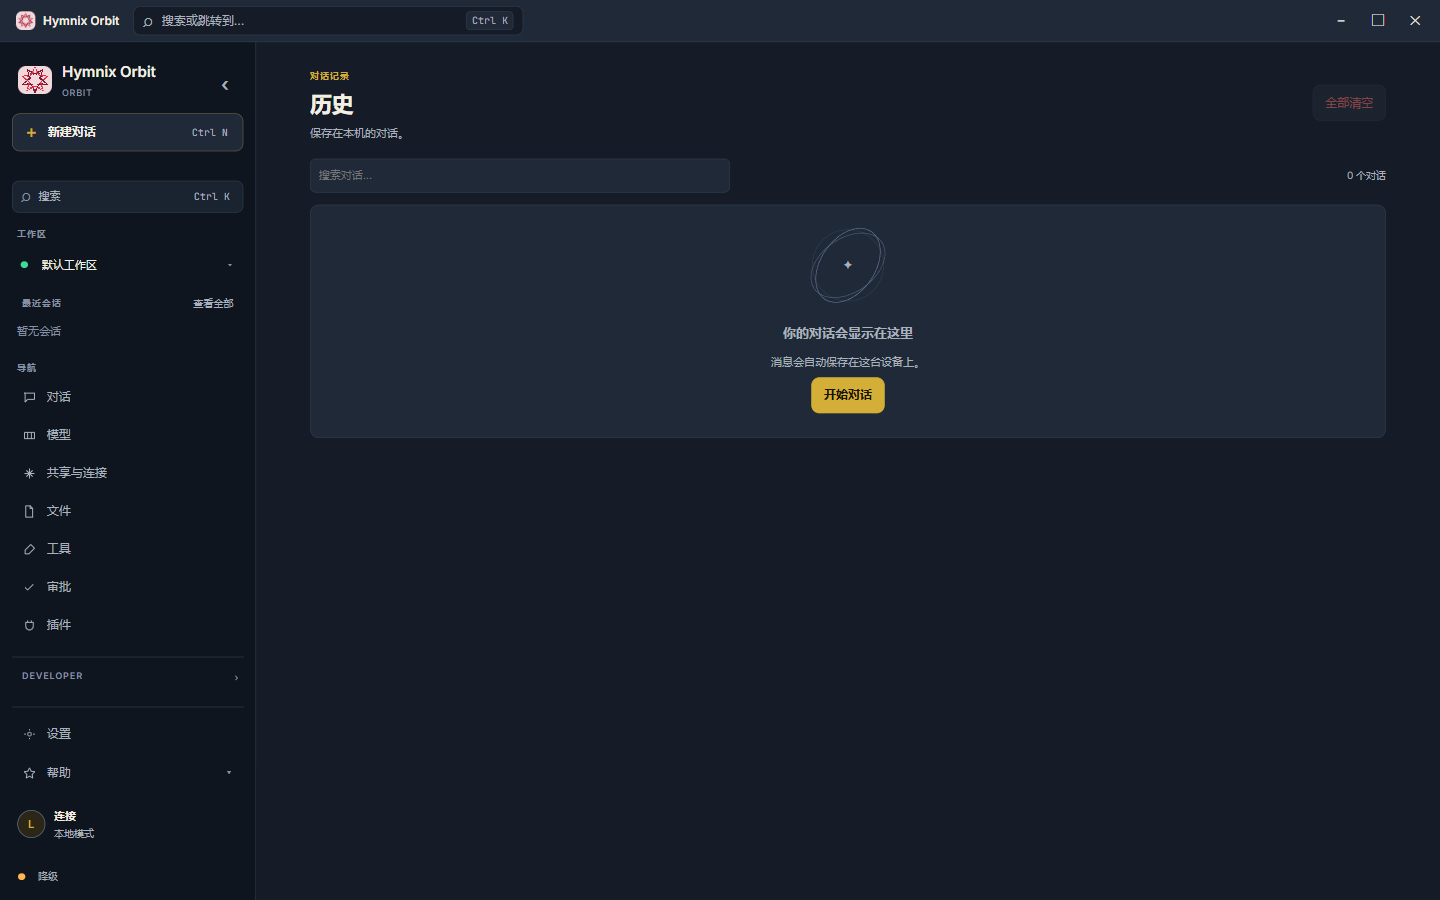 Hymnix Orbit
搜索或跳转到...
Ctrl K
Hymnix Orbit
ORBIT
新建对话
Ctrl N
搜索
Ctrl K
工作区
默认工作区
最近会话
查看全部
暂无会话
导航
对话
模型
共享与连接
文件
工具
审批
插件
DEVELOPER
设置
帮助
L
连接
本地模式
降级
对话记录
历史
保存在本机的对话。
全部清空
搜索对话...
0 个对话
你的对话会显示在这里
消息会自动保存在这台设备上。
开始对话